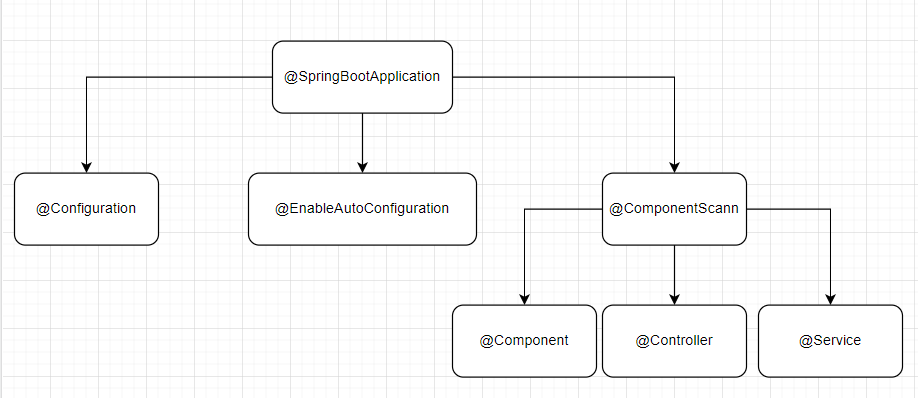 @SpringBootApplication
@Configuration
@EnableAutoConfiguration
@ComponentScann
@Component
@Controller
@Service